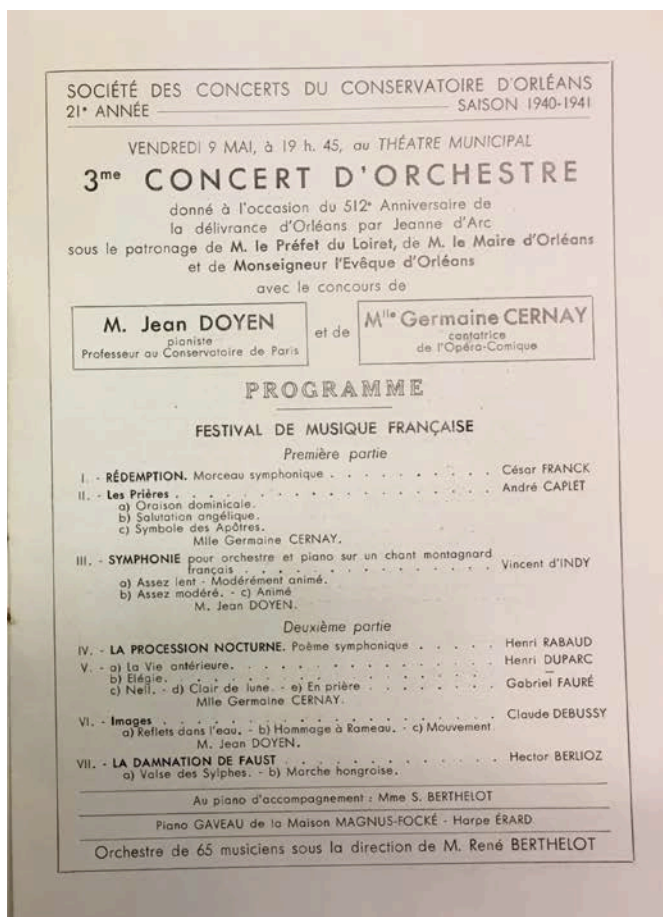 SOCIÉTÉ DES CONCERTS DU CONSERVATOIRE D'ORLÉANS
21e ANNÉE SAISON 1940-1941
VENDREDI 9 MAI, à 19 h. 45, au THÉATRE MUNICIPAL
3me CONCERT D'ORCHESTRE
donné à l'occasion du 512e Anniversaire de
la délivrance d'Orléans par Jeanne d'Arc
sous le patronage de M. le Préfet du Loiret, de M. le Maire d'Orléans
et de Monseigneur l'Evêque d'Orléans
avec le concours de
M. Jean DOYEN
pianiste
Professeur au Conservatoire de Paris
et de
Mlle Germaine CERNAY
cantatrice
de l'Opéra-Comique
PROGRAMME
FESTIVAL DE MUSIQUE FRANÇAISE
Première partie
I. - RÉDEMPTION. Morceau symphonique . . . . . . . . . . César FRANCK
II. - Les Prières . . . . . . . . . . . . . . . . . . . . André CAPLET
a) Oraison dominicale.
b) Salutation angélique.
c) Symbole des Apôtres.
Mlle Germaine CERNAY.
III. - SYMPHONIE pour orchestre et piano sur un chant montagnard
français . . . . . . . . . . . . . . . . Vincent d'INDY
a) Assez lent - Modérément animé.
b) Assez modéré. - c) Animé
M. Jean DOYEN.
Deuxième partie
IV. - LA PROCESSION NOCTURNE. Poème symphonique . . . . . Henri RABAUD
V. - a) La Vie antérieure. . . . . . . . . . . . . . . . Henri DUPARC
b) Elégie. . . . . . . . . . . . . . . . . . . —
c) Nell. - d) Clair de lune. - e) En prière . . . . . . . Gabriel FAURÉ
Mlle Germaine CERNAY.
VI. - Images . . . . . . . . . . . . . . . . . . . . Claude DEBUSSY
a) Reflets dans l'eau. - b) Hommage à Rameau. - c) Mouvement
M. Jean DOYEN.
VII. - LA DAMNATION DE FAUST . . . . . . . . . . . . . Hector BERLIOZ
a) Valse des Sylphes. - b) Marche hongroise.
Au piano d'accompagnement : Mme S. BERTHELOT
Piano GAVEAU de la Maison MAGNUS-FOCKÉ - Harpe ÉRARD
Orchestre de 65 musiciens sous la direction de M. René BERTHELOT